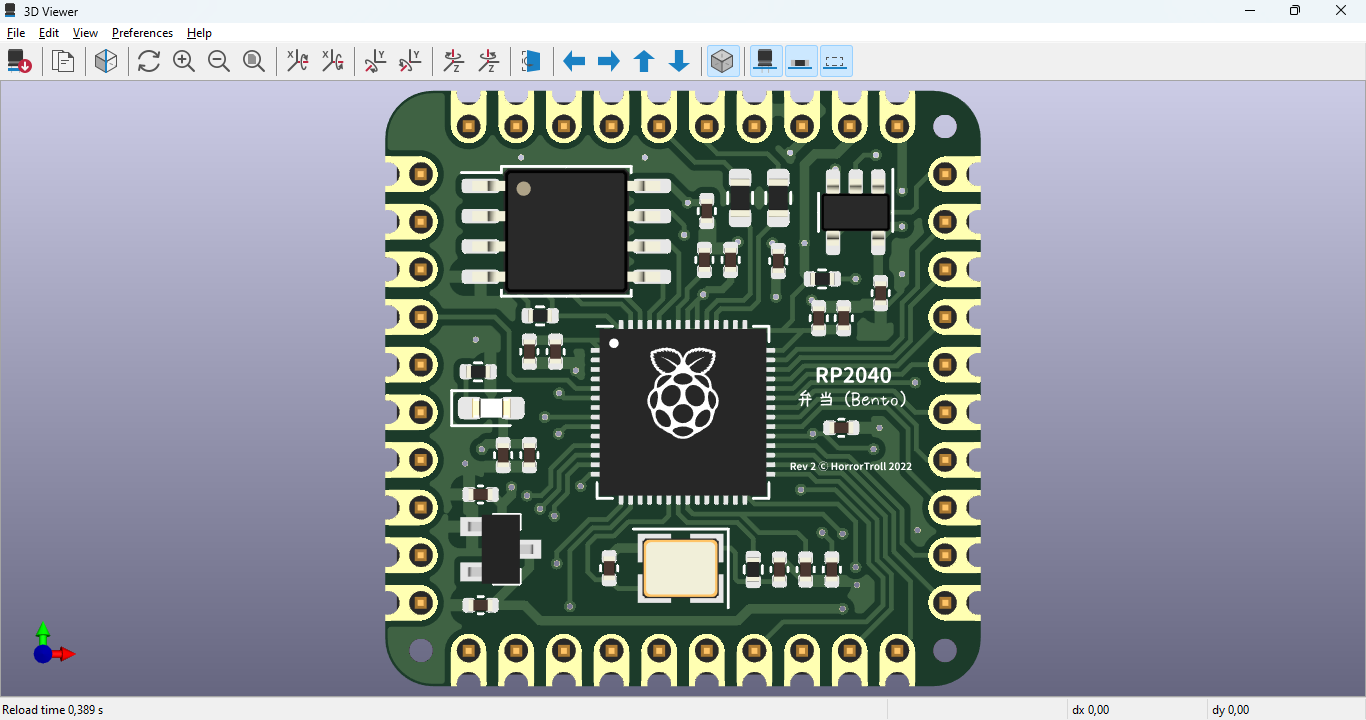 3D Viewer
File Edit View Preferences Help
X X Y Y Z Z
RP2040
弁当 (Bento)
Rev 2 © HorrorTroll 2022
Reload time 0,389 s dx 0,00 dy 0,00